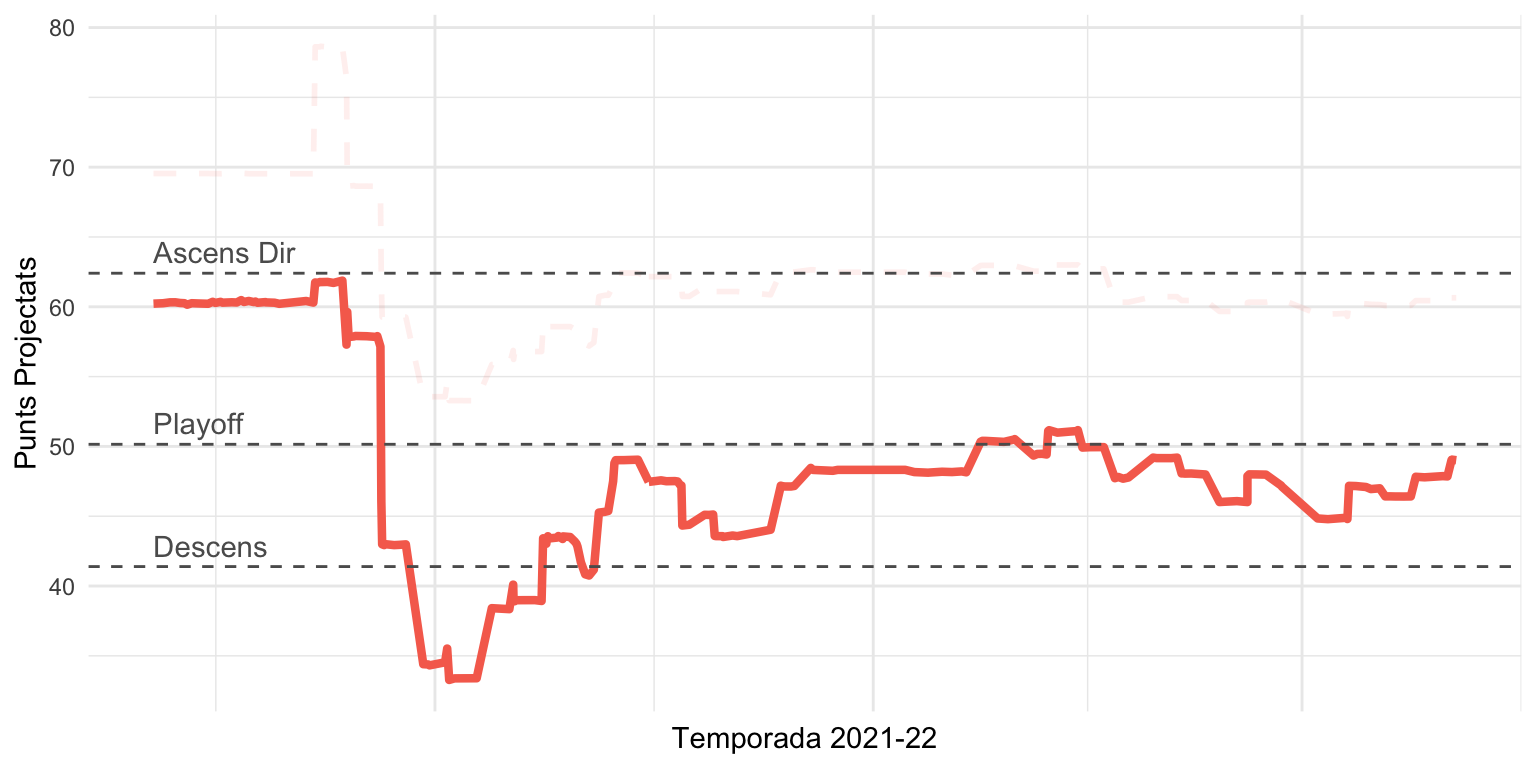 80
70
60
50
40
Punts Projectats
Ascens Dir
Playoff
Descens
Temporada 2021-22